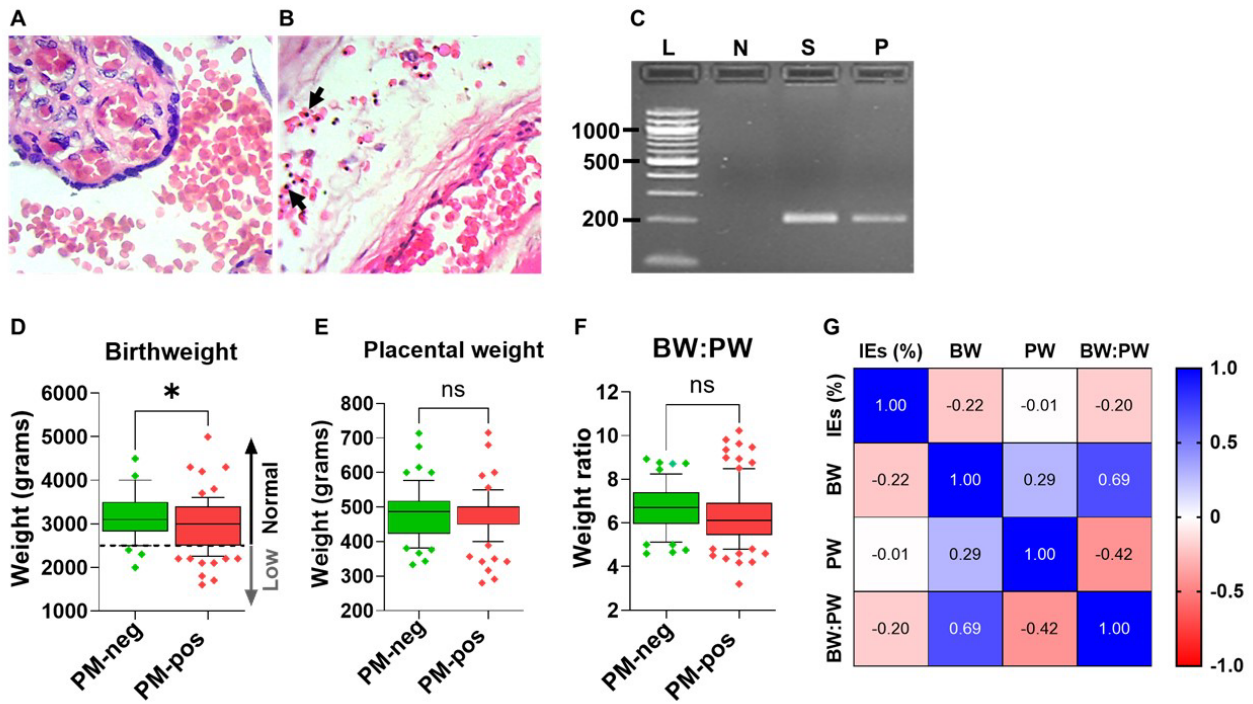 A
B
C
L N S P
1000
500
200
D
Birthweight
*
Weight (grams)
6000
5000
4000
3000
2000
1000
Normal
Low
PM-neg
PM-pos
E
Placental weight
ns
Weight (grams)
800
700
600
500
400
300
200
PM-neg
PM-pos
F
BW:PW
ns
Weight ratio
12
10
8
6
4
2
PM-neg
PM-pos
G
IEs (%) BW PW BW:PW
IEs (%) 1.00 -0.22 -0.01 -0.20
BW -0.22 1.00 0.29 0.69
PW -0.01 0.29 1.00 -0.42
BW:PW -0.20 0.69 -0.42 1.00
1.0
0.5
0
-0.5
-1.0